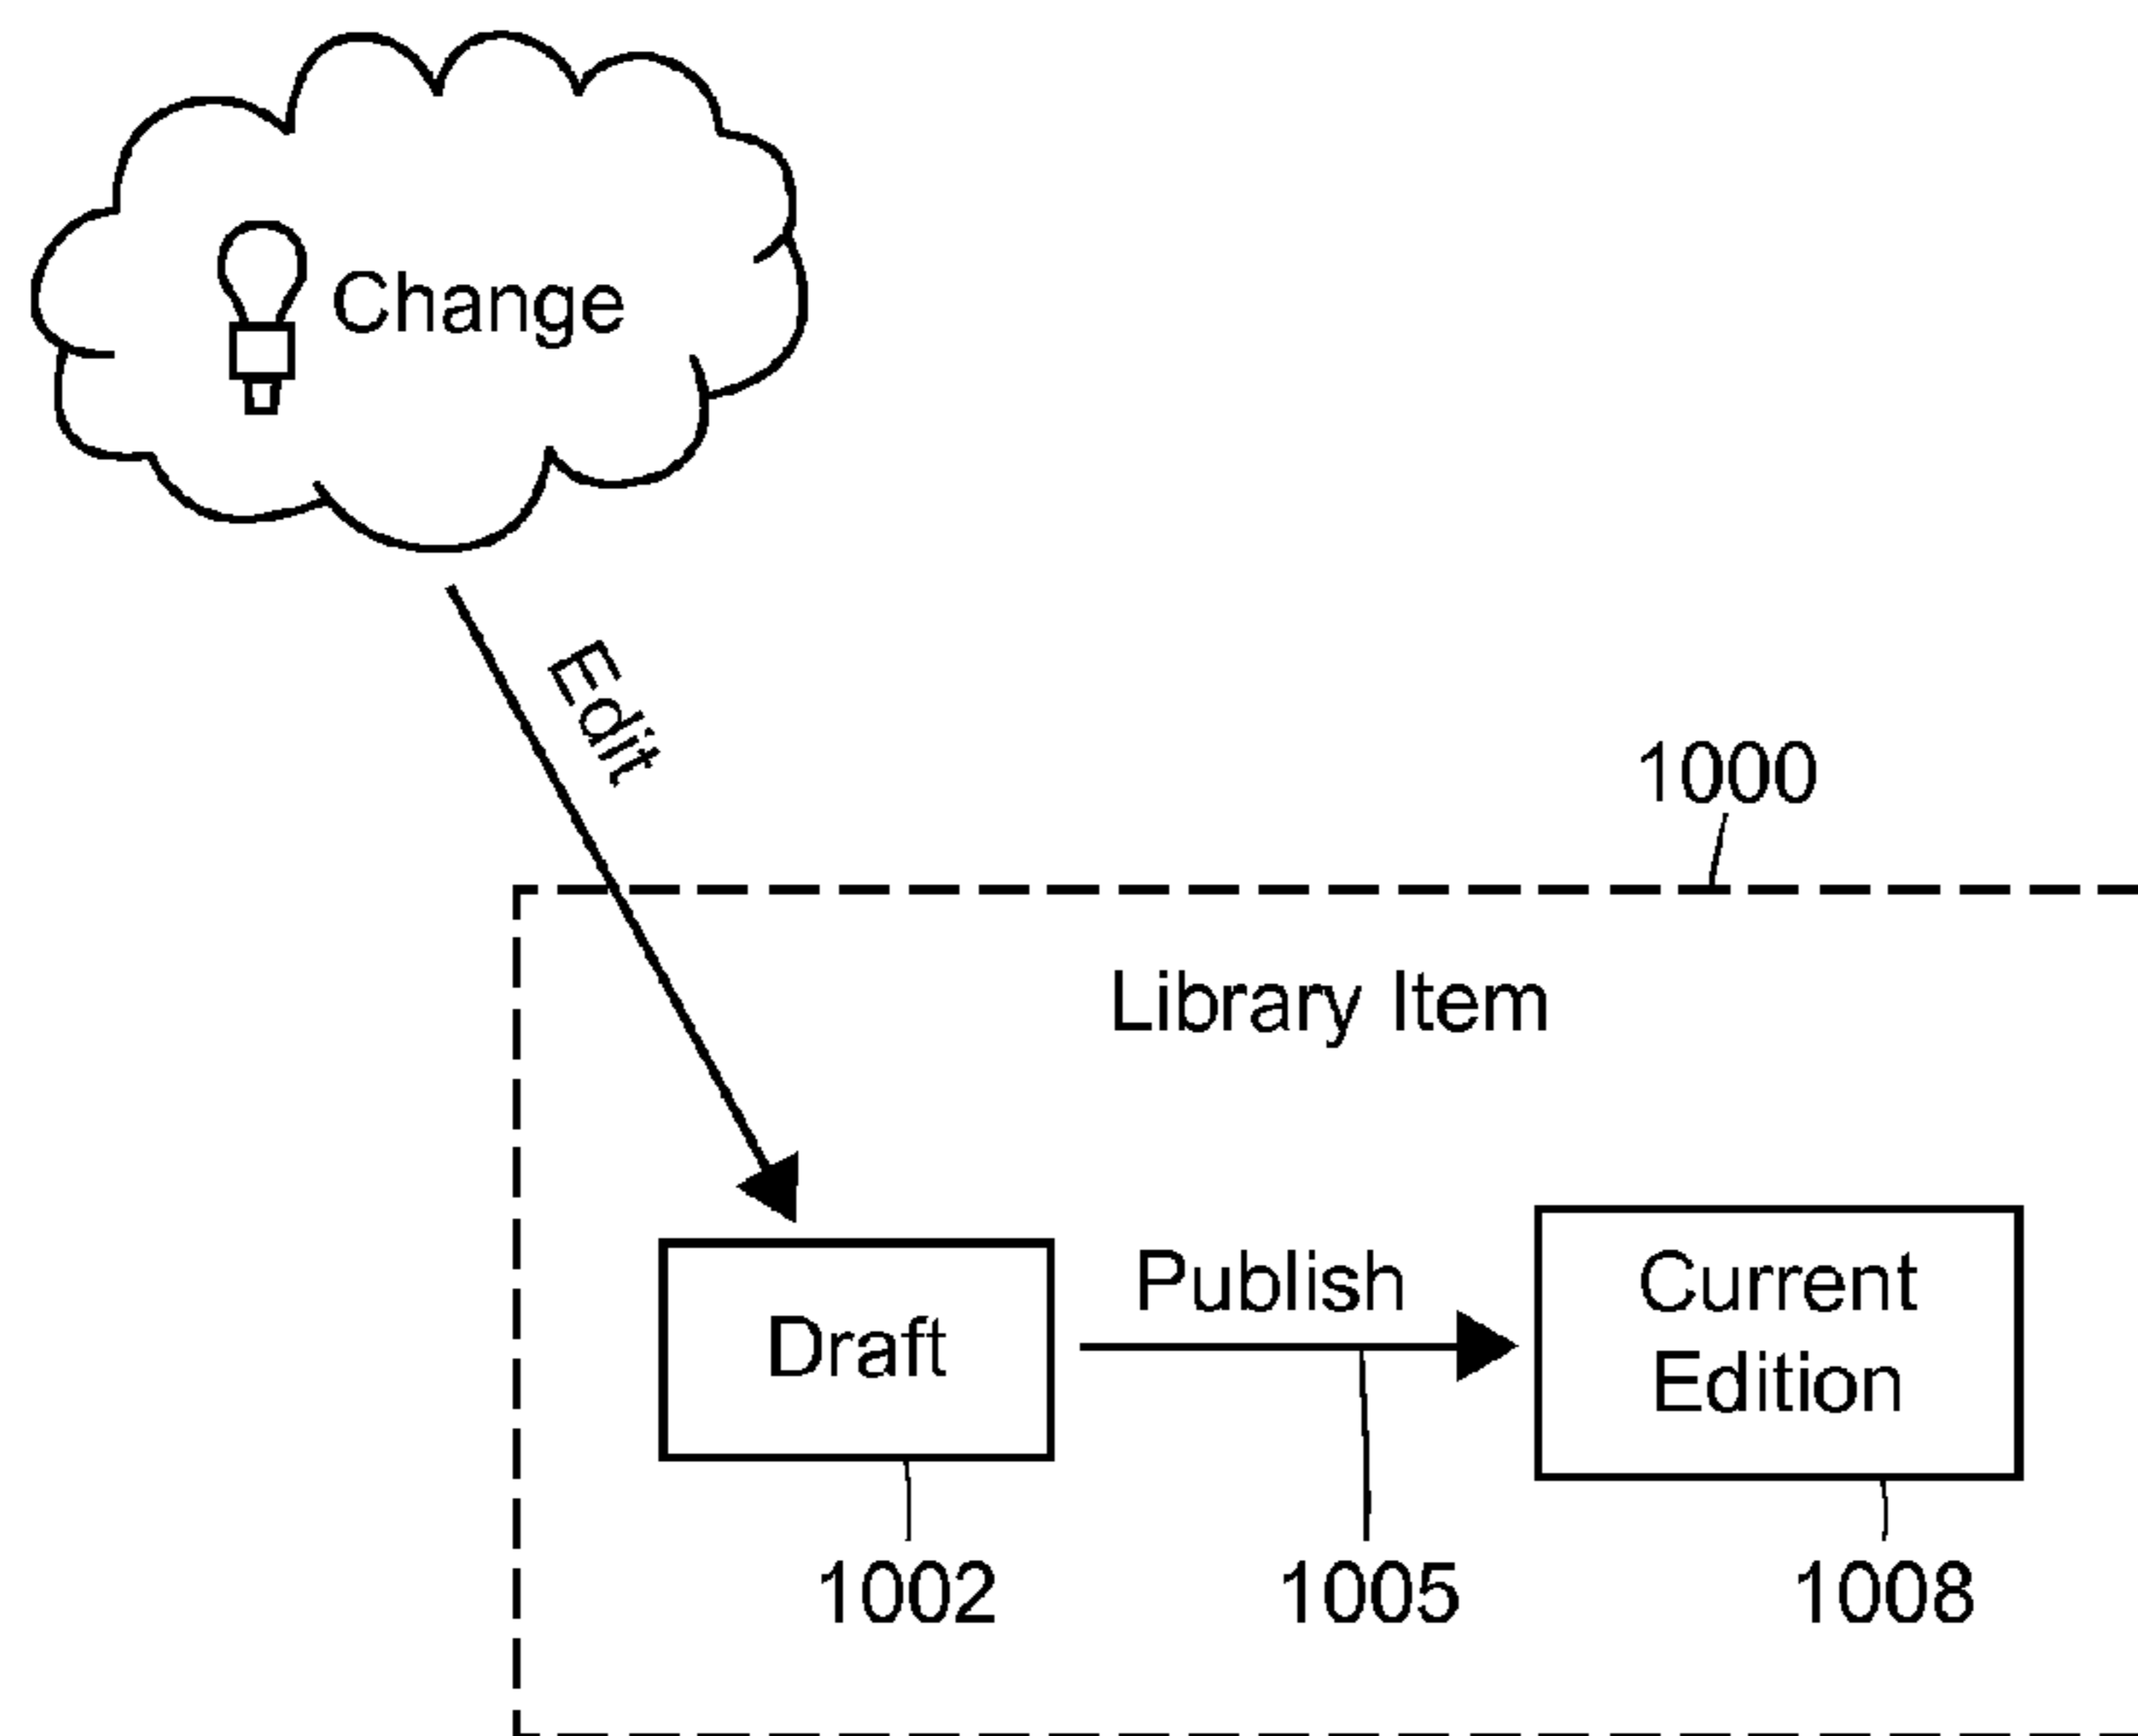 Change
Edit
1000
Library Item
Draft
Publish
Current
Edition
1002
1005
1008